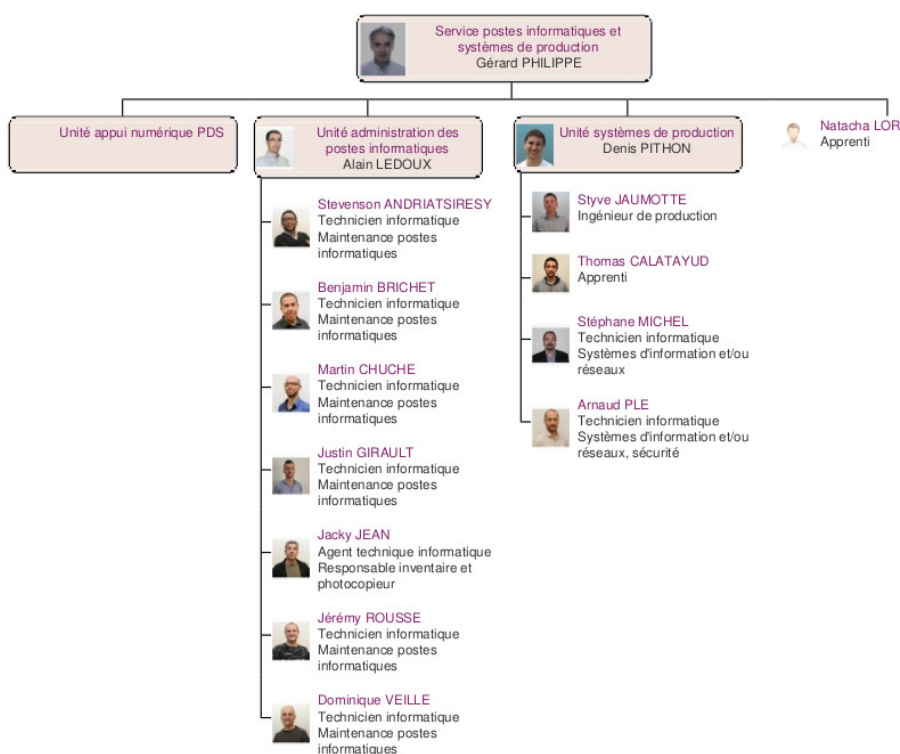 Service postes informatiques et
systèmes de production
Gérard PHILIPPE
Unité appui numérique PDS
Unité administration des
postes informatiques
Alain LEDOUX
Unité systèmes de production
Denis PITHON
Natacha LOR
Apprenti
Stevenson ANDRIATSIRESY
Technicien informatique
Maintenance postes
informatiques
Benjamin BRICHET
Technicien informatique
Maintenance postes
informatiques
Martin CHUCHE
Technicien informatique
Maintenance postes
informatiques
Justin GIRAULT
Technicien informatique
Maintenance postes
informatiques
Jacky JEAN
Agent technique informatique
Responsable inventaire et
photocopieur
Jérémy ROUSSE
Technicien informatique
Maintenance postes
informatiques
Dominique VEILLE
Technicien informatique
Maintenance postes
informatiques
Styve JAUMOTTE
Ingénieur de production
Thomas CALATAYUD
Apprenti
Stéphane MICHEL
Technicien informatique
Systèmes d'information et/ou
réseaux
Arnaud PLE
Technicien informatique
Systèmes d'information et/ou
réseaux, sécurité